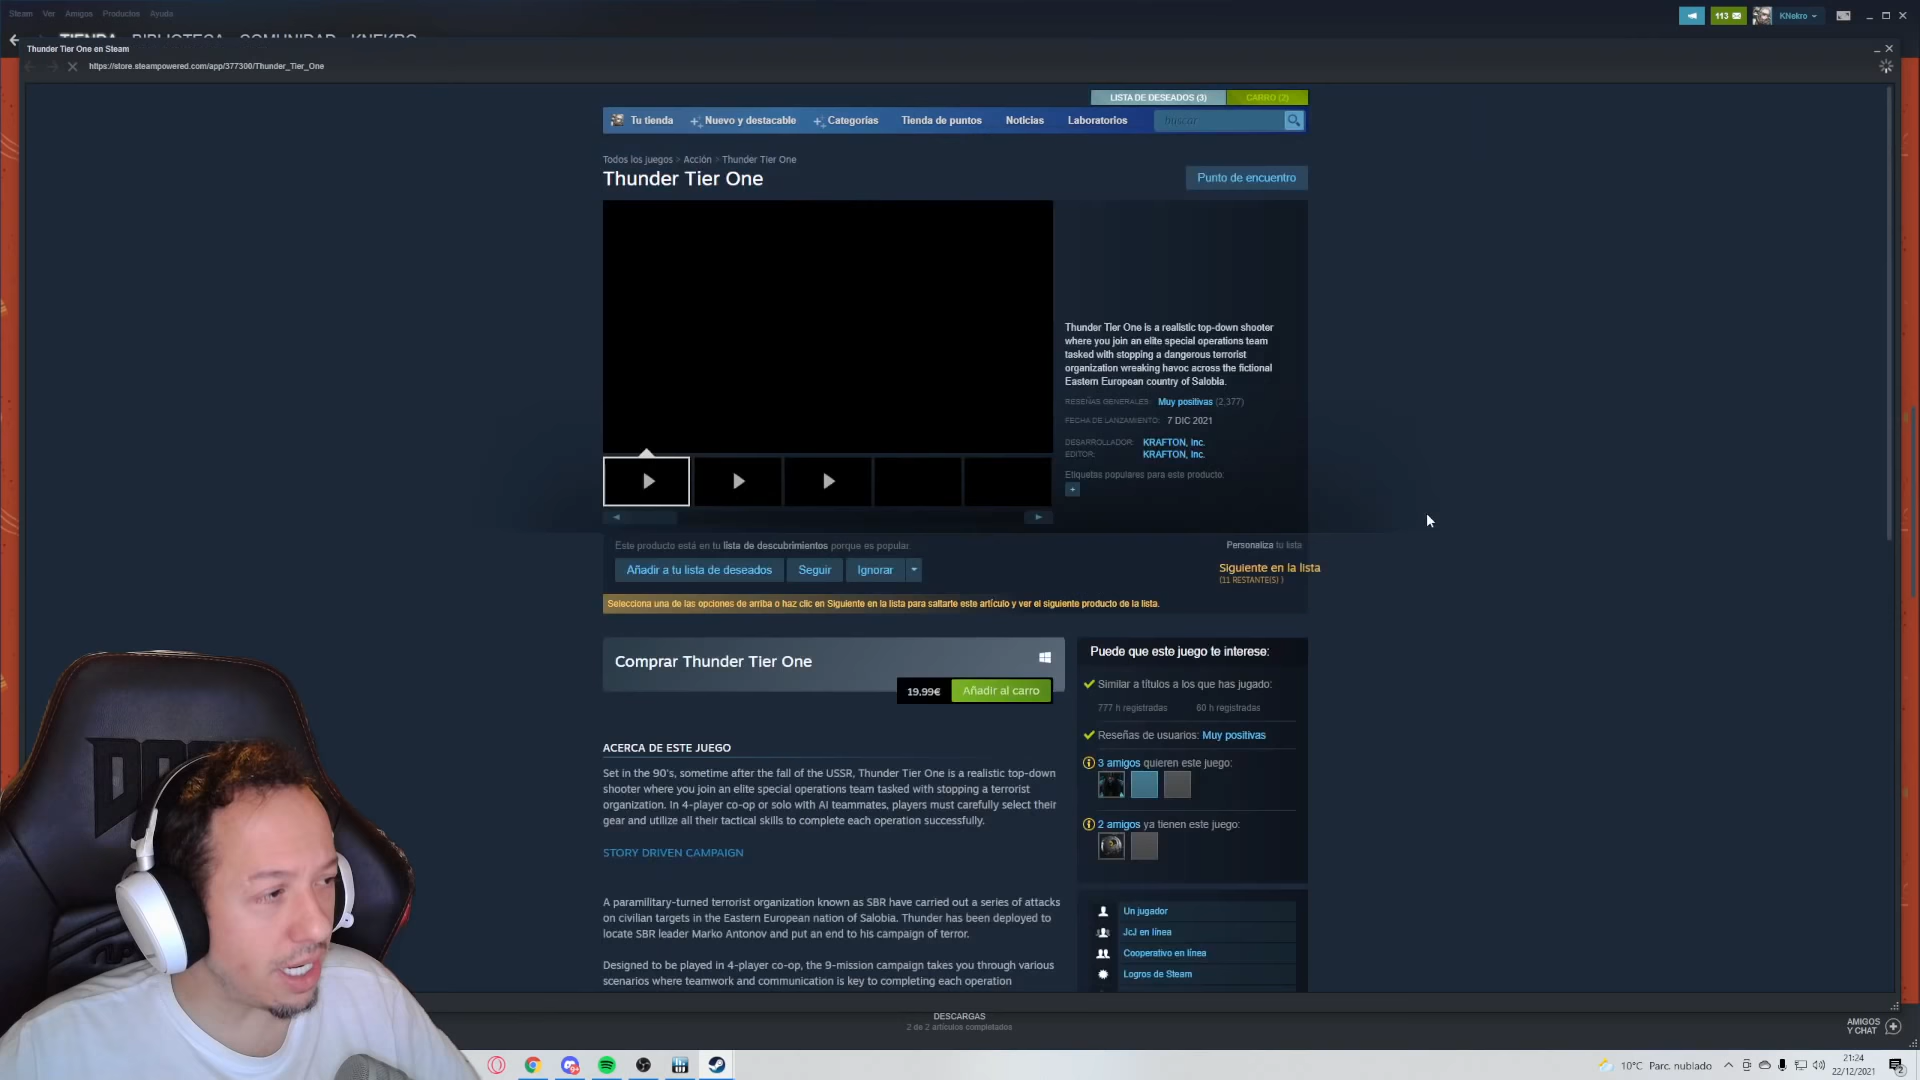 Steam Ver Amigos Productos Ayuda
113
KNekro
TIENDA BIBLIOTECA COMUNIDAD KNEKRO
Thunder Tier One en Steam
https://store.steampowered.com/app/377300/Thunder_Tier_One
LISTA DE DESEADOS (3)
CARRO (2)
Tu tienda
Nuevo y destacable
Categorías
Tienda de puntos
Noticias
Laboratorios
buscar
Todos los juegos > Acción > Thunder Tier One
Thunder Tier One
Punto de encuentro
Thunder Tier One is a realistic top-down shooter
where you join an elite special operations team
tasked with stopping a dangerous terrorist
organization wreaking havoc across the fictional
Eastern European country of Salobia.
RESEÑAS GENERALES: Muy positivas (2,377)
FECHA DE LANZAMIENTO: 7 DIC 2021
DESARROLLADOR: KRAFTON, Inc.
EDITOR: KRAFTON, Inc.
Etiquetas populares para este producto:
+
Este producto está en tu lista de descubrimientos porque es popular
Personaliza tu lista
Añadir a tu lista de deseados
Seguir
Ignorar
Siguiente en la lista
(11 RESTANTE(S) )
Selecciona una de las opciones de arriba o haz clic en Siguiente en la lista para saltarte este artículo y ver el siguiente producto de la lista.
Comprar Thunder Tier One
19,99€
Añadir al carro
Puede que este juego te interese:
Similar a títulos a los que has jugado:
777 h registradas
60 h registradas
Reseñas de usuarios: Muy positivas
3 amigos quieren este juego:
2 amigos ya tienen este juego:
Un jugador
JcJ en línea
Cooperativo en línea
Logros de Steam
ACERCA DE ESTE JUEGO
Set in the 90's, sometime after the fall of the USSR, Thunder Tier One is a realistic top-down
shooter where you join an elite special operations team tasked with stopping a terrorist
organization. In 4-player co-op or solo with AI teammates, players must carefully select their
gear and utilize all their tactical skills to complete each operation successfully.
STORY DRIVEN CAMPAIGN
A paramilitary-turned terrorist organization known as SBR have carried out a series of attacks
on civilian targets in the Eastern European nation of Salobia. Thunder has been deployed to
locate SBR leader Marko Antonov and put an end to his campaign of terror.
Designed to be played in 4-player co-op, the 9-mission campaign takes you through various
scenarios where teamwork and communication is key to completing each operation
DESCARGAS
2 de 2 artículos completados
AMIGOS
Y CHAT
10°C Parc. nublado
21:24
22/12/2021